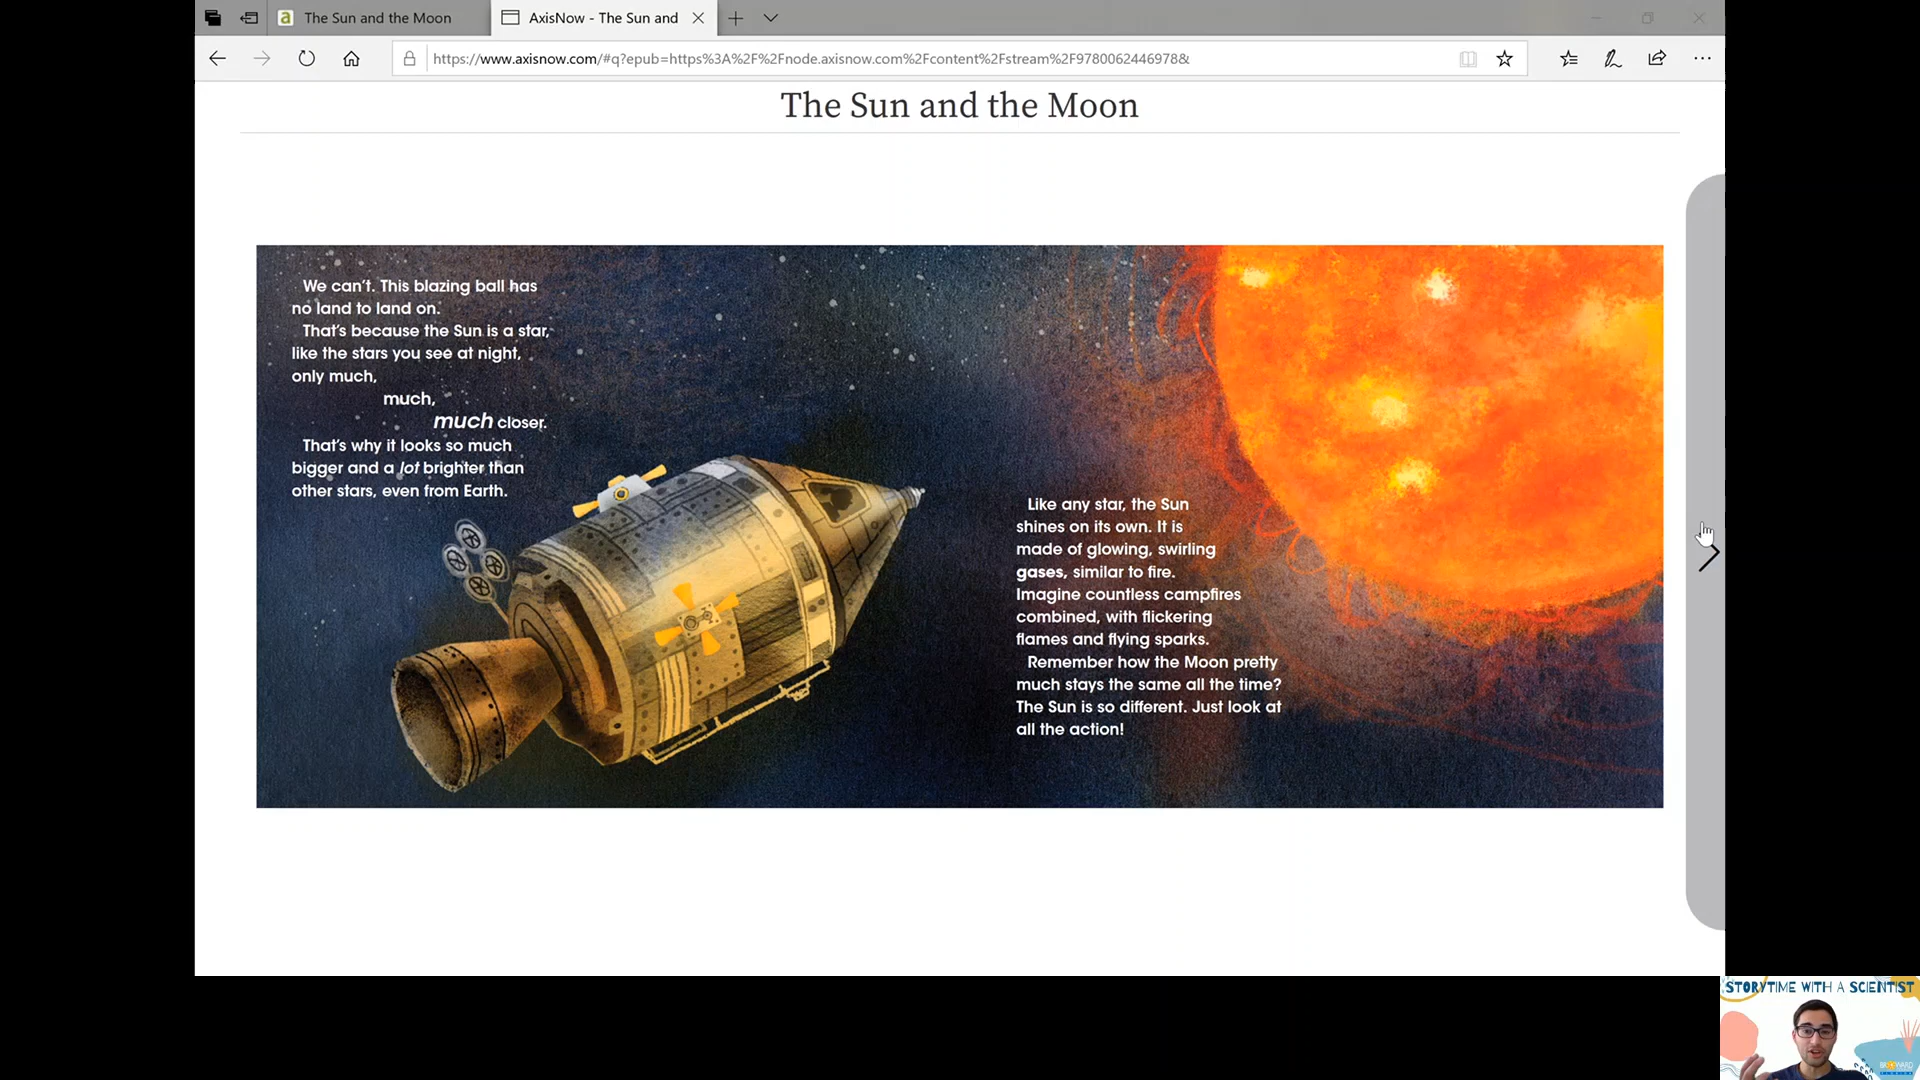 The Sun and the Moon
AxisNow - The Sun and
https://www.axisnow.com/#q?epub=https%3A%2F%2Fnode.axisnow.com%2Fcontent%2Fstream%2F9780062446978&
The Sun and the Moon
We can't. This blazing ball has
no land to land on.
That's because the Sun is a star,
like the stars you see at night,
only much,
much,
much closer.
That's why it looks so much
bigger and a lot brighter than
other stars, even from Earth.
Like any star, the Sun
shines on its own. It is
made of glowing, swirling
gases, similar to fire.
Imagine countless campfires
combined, with flickering
flames and flying sparks.
Remember how the Moon pretty
much stays the same all the time?
The Sun is so different. Just look at
all the action!
STORYTIME WITH A SCIENTIST